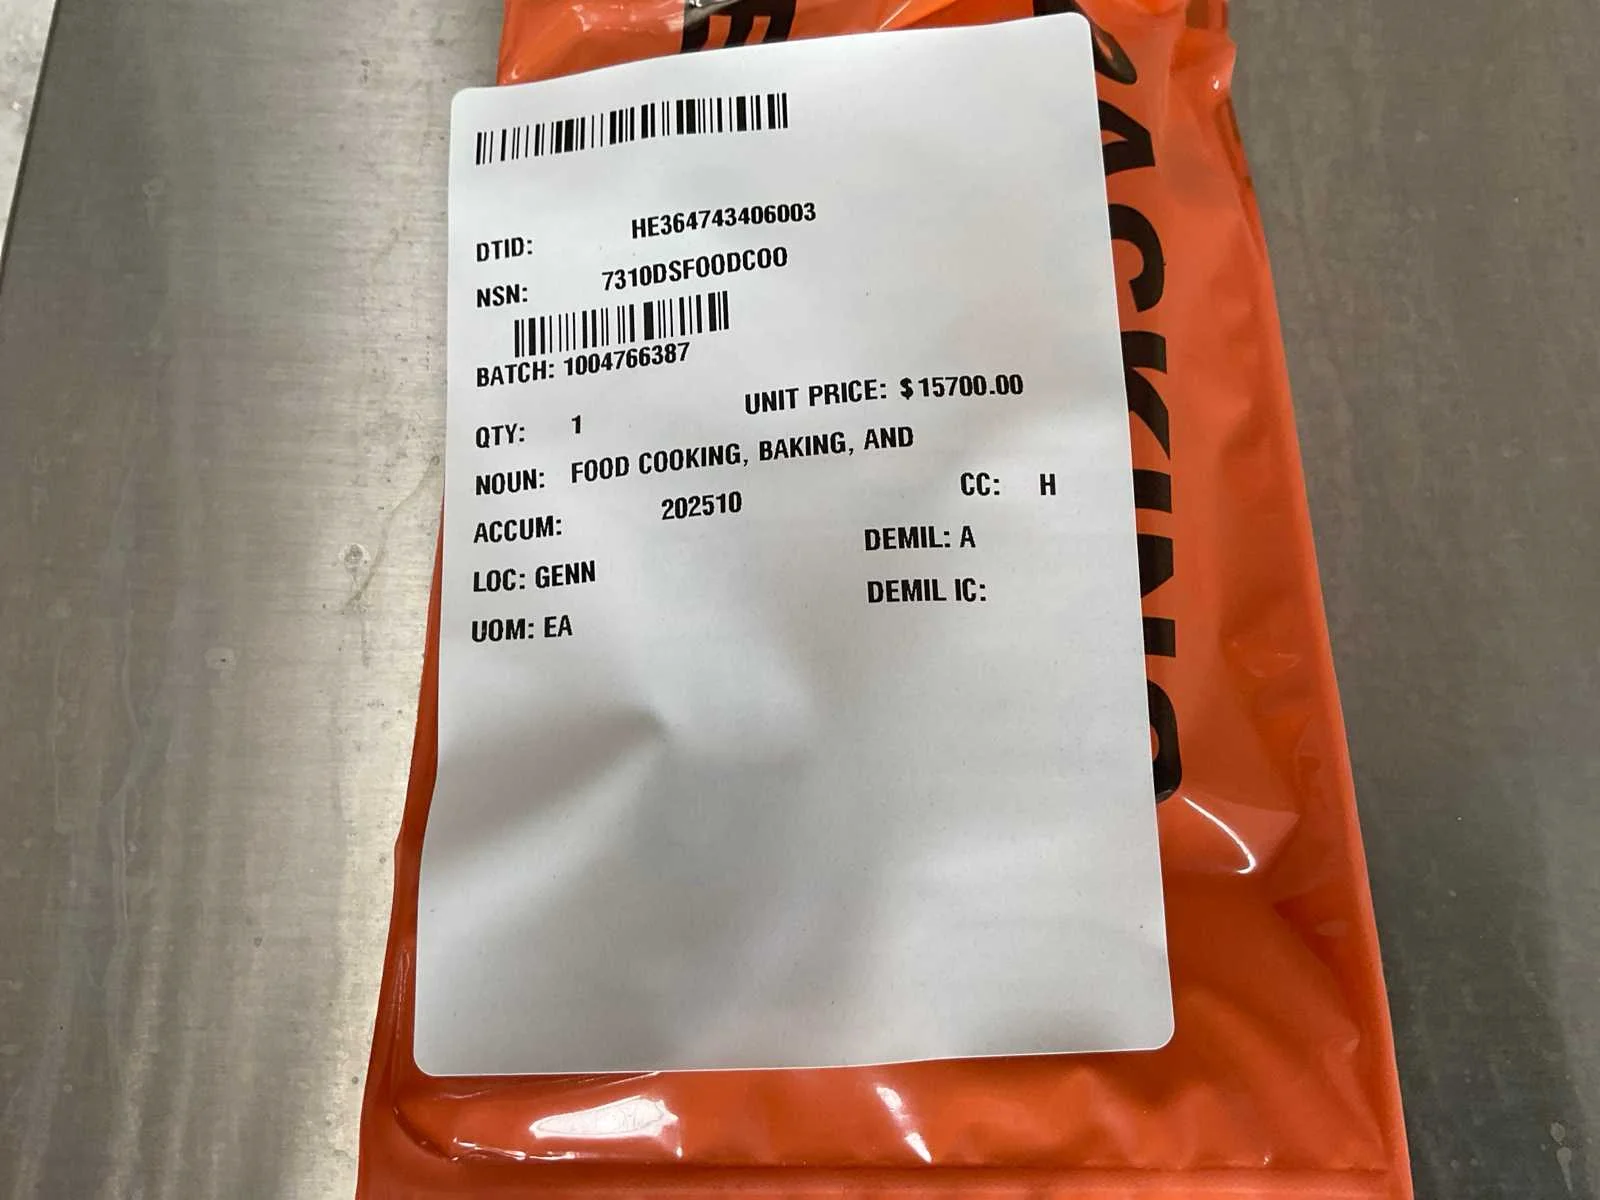 DTID: HE364743406003
NSN: 7310DSFOODCOO
BATCH: 1004766387
QTY: 1 UNIT PRICE: $15700.00
NOUN: FOOD COOKING, BAKING, AND
ACCUM: 202510 CC: H
LOC: GENN DEMIL: A
UOM: EA DEMIL IC:
PACKING